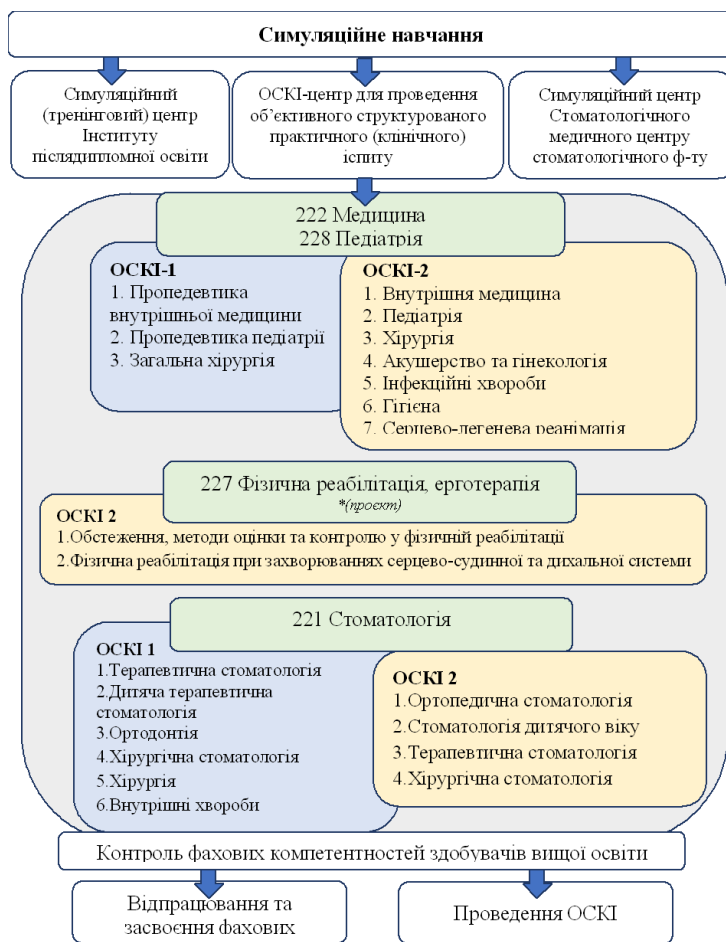 Симуляційне навчання
Симуляційний
(тренінговий) центр
Інституту
післядипломної освіти
ОСКІ-центр для проведення
об’єктивного структурованого
практичного (клінічного)
іспиту
Симуляційний центр
Стоматологічного
медичного центру
стоматологічного ф-ту
222 Медицина
228 Педіатрія
ОСКІ-1
1. Пропедевтика
внутрішньої медицини
2. Пропедевтика педіатрії
3. Загальна хірургія
ОСКІ-2
1. Внутрішня медицина
2. Педіатрія
3. Хірургія
4. Акушерство та гінекологія
5. Інфекційні хвороби
6. Гігієна
7. Серцево-легенева реанімація
227 Фізична реабілітація, ерготерапія
*(проєкт)
ОСКІ 2
1.Обстеження, методи оцінки та контролю у фізичній реабілітації
2.Фізична реабілітація при захворюваннях серцево-судинної та дихальної системи
221 Стоматологія
ОСКІ 1
1.Терапевтична стоматологія
2.Дитяча терапевтична
стоматологія
3.Ортодонтія
4.Хірургічна стоматологія
5.Хірургія
6.Внутрішні хвороби
ОСКІ 2
1.Ортопедична стоматологія
2.Стоматологія дитячого віку
3.Терапевтична стоматологія
4.Хірургічна стоматологія
Контроль фахових компетентностей здобувачів вищої освіти
Відпрацювання та
засвоєння фахових
Проведення ОСКІ